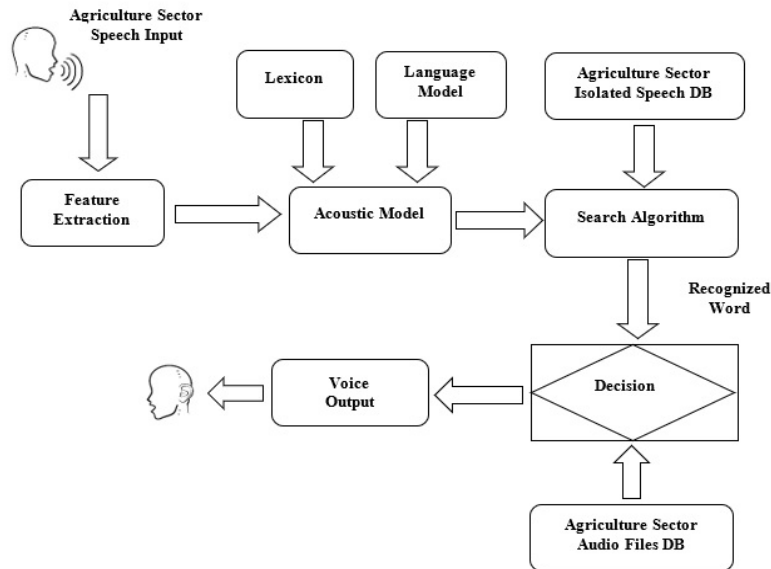 Agriculture Sector
Speech Input
Lexicon
Language
Model
Agriculture Sector
Isolated Speech DB
Feature
Extraction
Acoustic Model
Search Algorithm
Recognized
Word
Voice
Output
Decision
Agriculture Sector
Audio Files DB